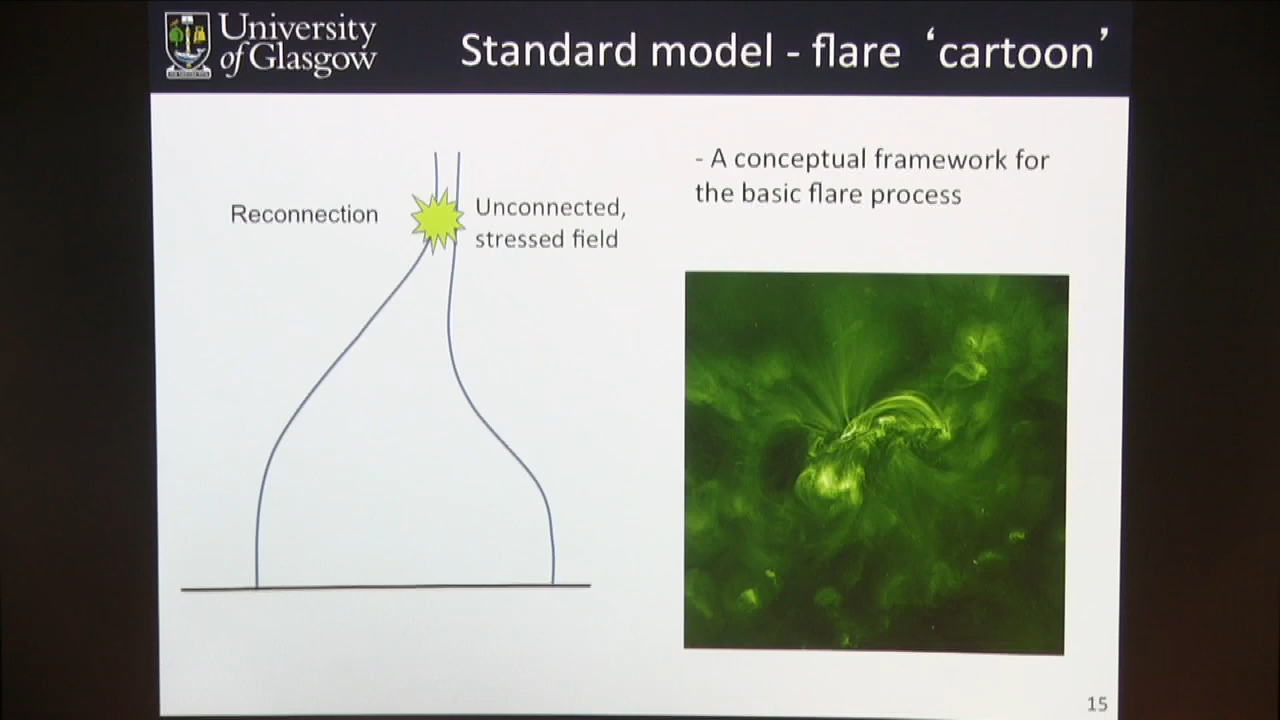 University
of Glasgow
Standard model - flare ‘cartoon’
- A conceptual framework for
the basic flare process
Reconnection
Unconnected,
stressed field
15